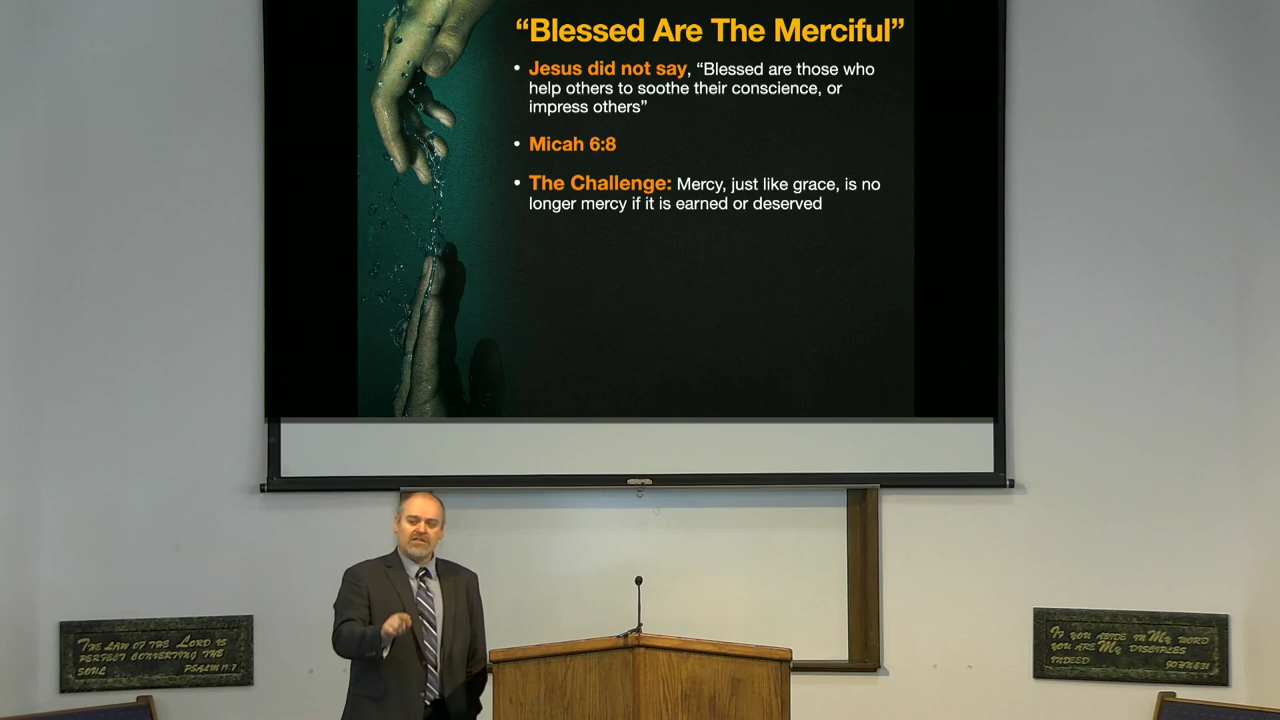 “Blessed Are The Merciful”
• Jesus did not say, “Blessed are those who
help others to soothe their conscience, or
impress others”
• Micah 6:8
• The Challenge: Mercy, just like grace, is no
longer mercy if it is earned or deserved
THE LAW OF THE LORD IS
PERFECT CONVERTING THE
SOUL PSALM 19:7
IF YOU ABIDE IN MY WORD
YOU ARE MY DISCIPLES
INDEED JOHN 8:31